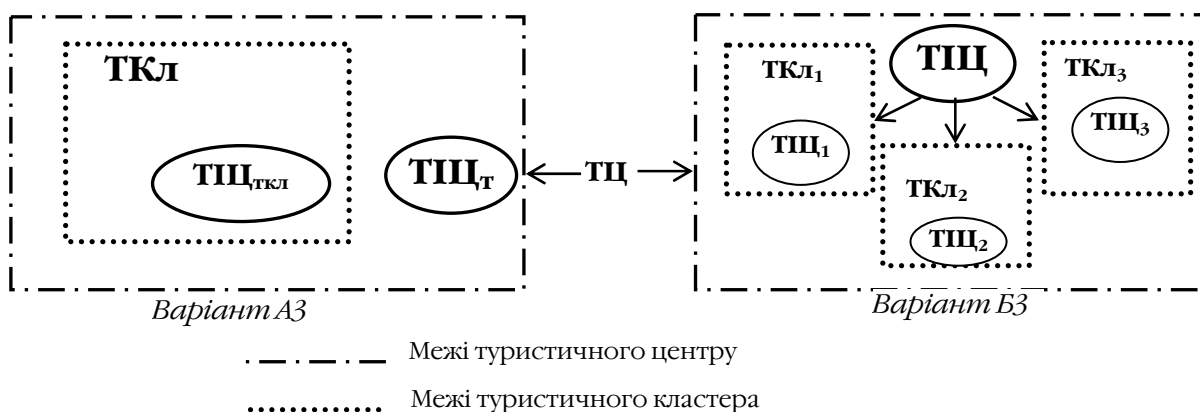 ТКл
ТІЦткл
ТІЦт
ТЦ
ТКл1
ТІЦ1
ТІЦ
ТКл2
ТІЦ2
ТКл3
ТІЦ3
Варіант А3
Варіант Б3
Межі туристичного центру
Межі туристичного кластера